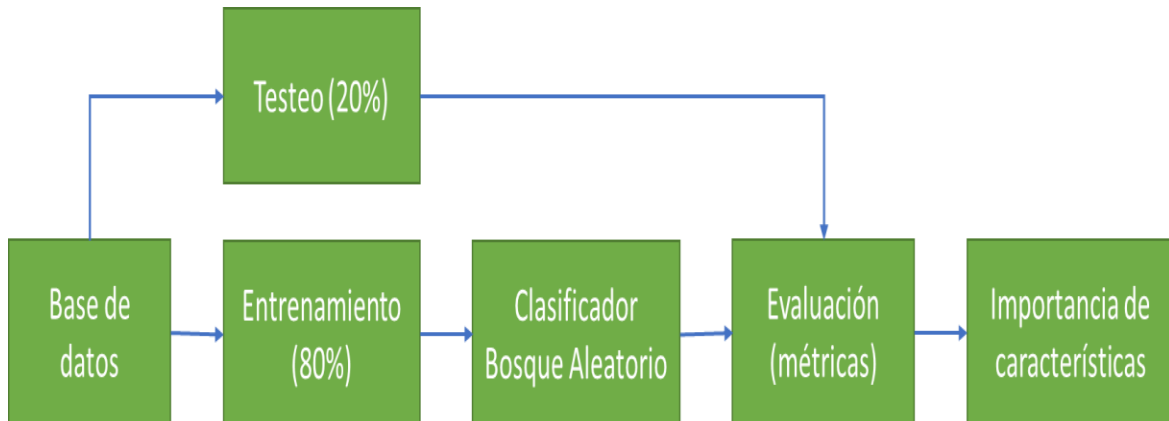 Testeo (20%)
Base de
datos
Entrenamiento
(80%)
Clasificador
Bosque Aleatorio
Evaluación
(métricas)
Importancia de
características